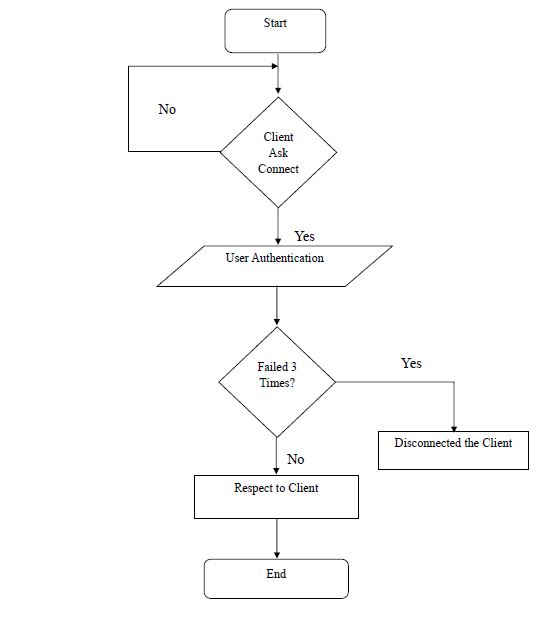 Start
No
Client
Ask
Connect
Yes
User Authentication
Failed 3
Times?
Yes
Disconnected the Client
No
Respect to Client
End